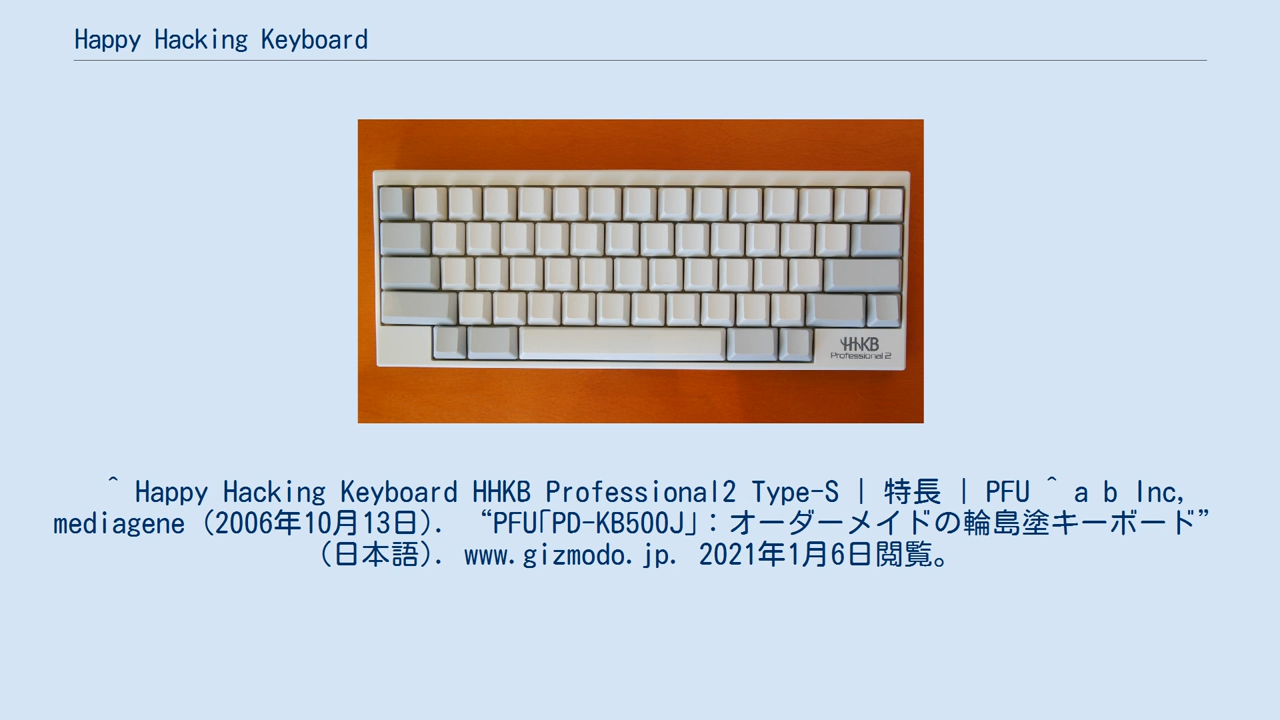 Happy Hacking Keyboard
HHKB
Professional 2
^ Happy Hacking Keyboard HHKB Professional2 Type-S | 特長 | PFU ^ a b Inc,
mediagene (2006年10月13日). “PFU「PD-KB500J」：オーダーメイドの輪島塗キーボード”
(日本語). www.gizmodo.jp. 2021年1月6日閲覧。